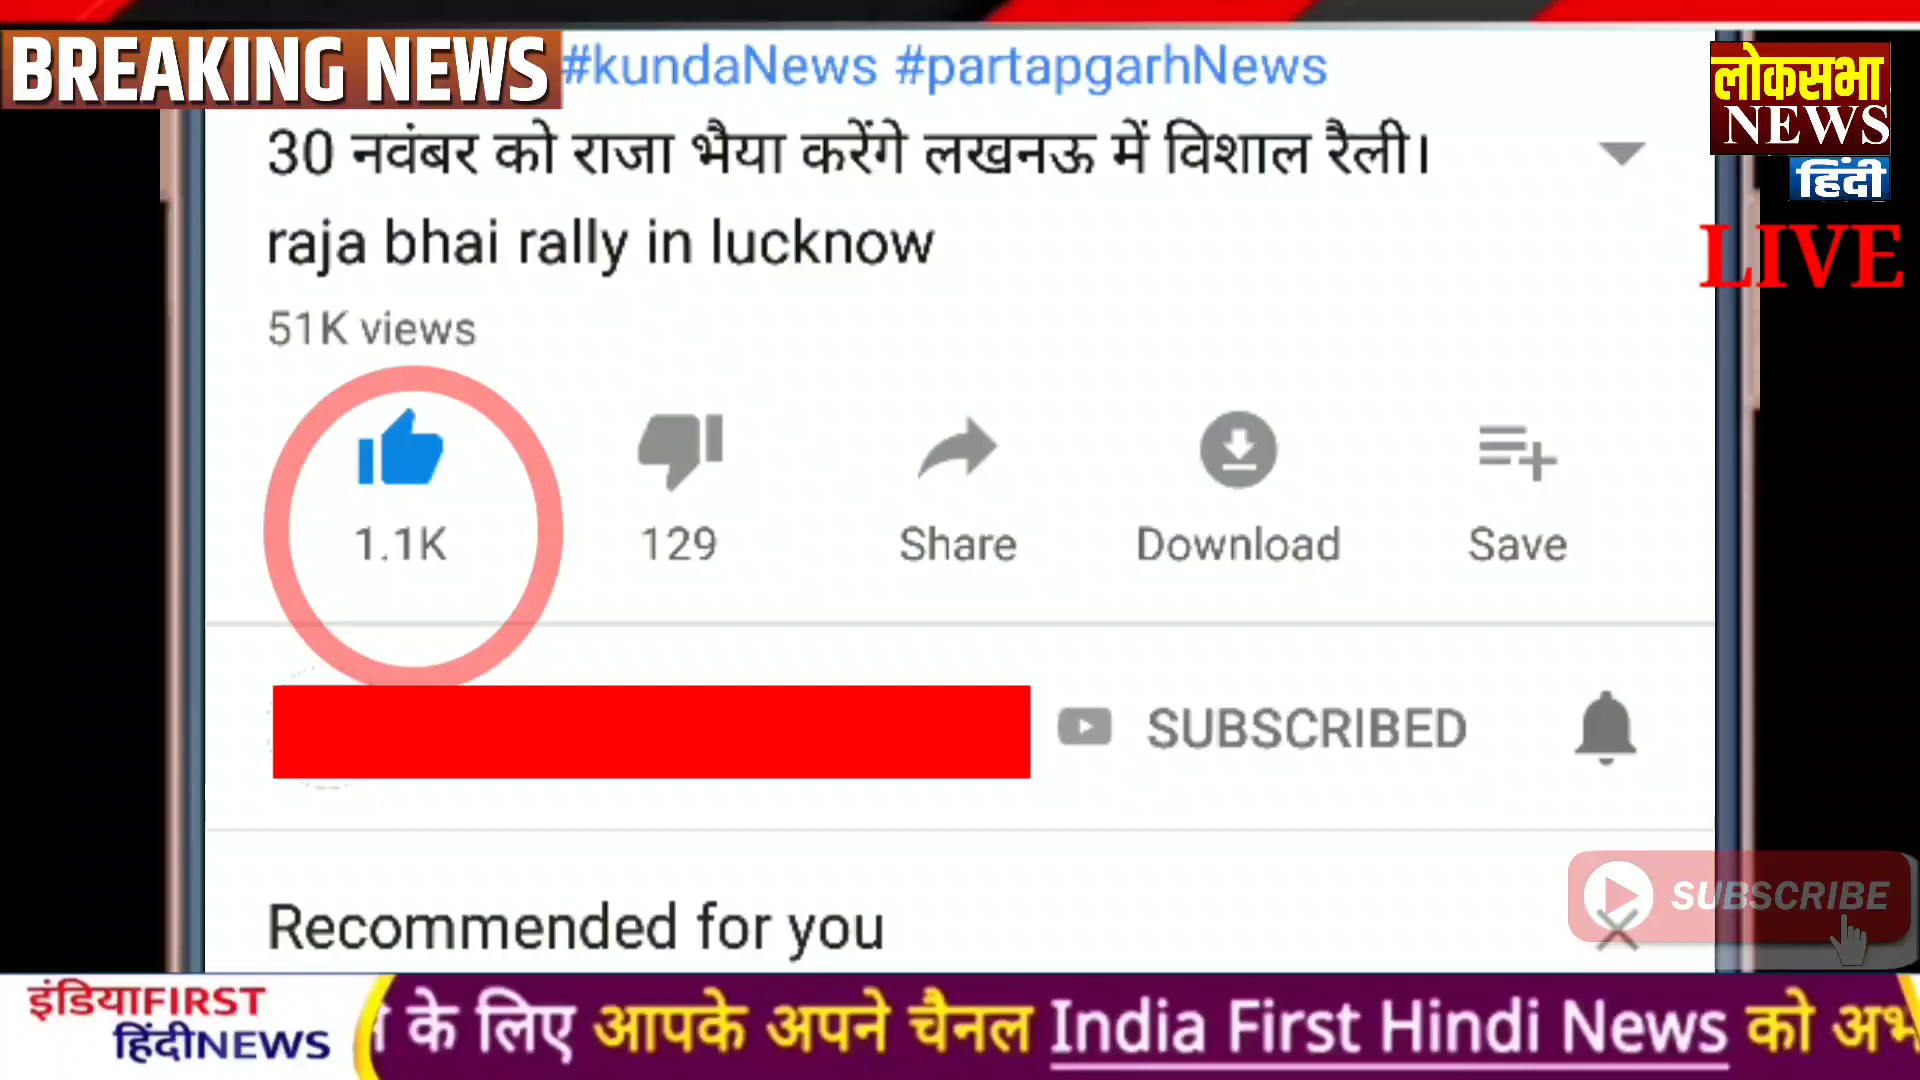 BREAKING NEWS
#kundaNews #partapgarhNews
लोकसभा
NEWS
हिंदी
LIVE
30 नवंबर को राजा भैया करेंगे लखनऊ में विशाल रैली।
raja bhai rally in lucknow
51K views
1.1K
129
Share
Download
Save
SUBSCRIBED
SUBSCRIBE
Recommended for you
इंडियाFIRST
हिंदीNEWS
के लिए आपके अपने चैनल India First Hindi News को